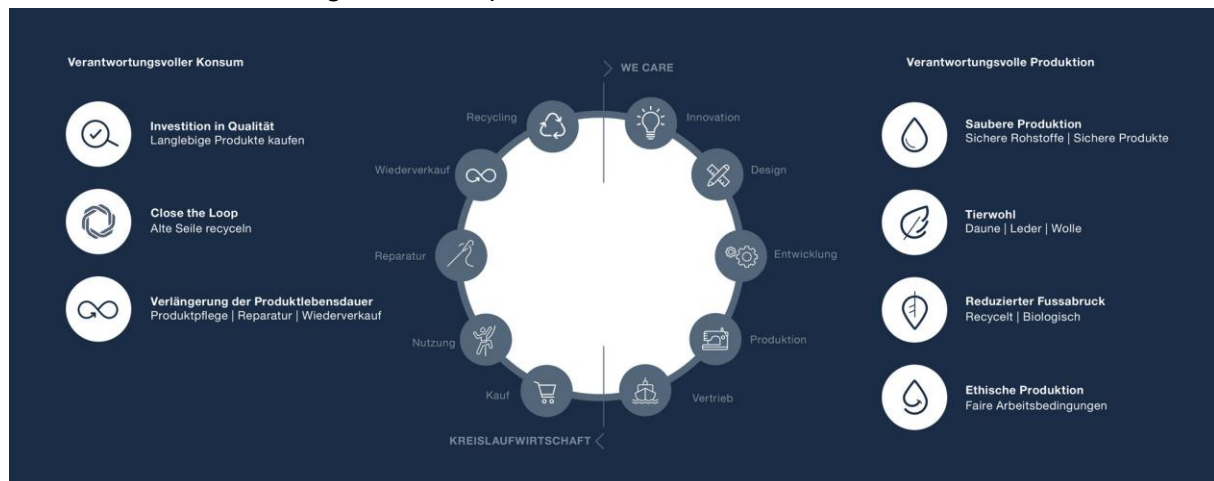 Verantwortungsvoller Konsum
Investition in Qualität
Langlebige Produkte kaufen
Close the Loop
Alte Seile recyceln
Verlängerung der Produktlebensdauer
Produktpflege | Reparatur | Wiederverkauf
WE CARE
Recycling
Innovation
Wiederverkauf
Design
Reparatur
Entwicklung
Nutzung
Produktion
Kauf
Vertrieb
KREISLAUFWIRTSCHAFT
Verantwortungsvolle Produktion
Saubere Produktion
Sichere Rohstoffe | Sichere Produkte
Tierwohl
Daune | Leder | Wolle
Reduzierter Fussabruck
Recycelt | Biologisch
Ethische Produktion
Faire Arbeitsbedingungen